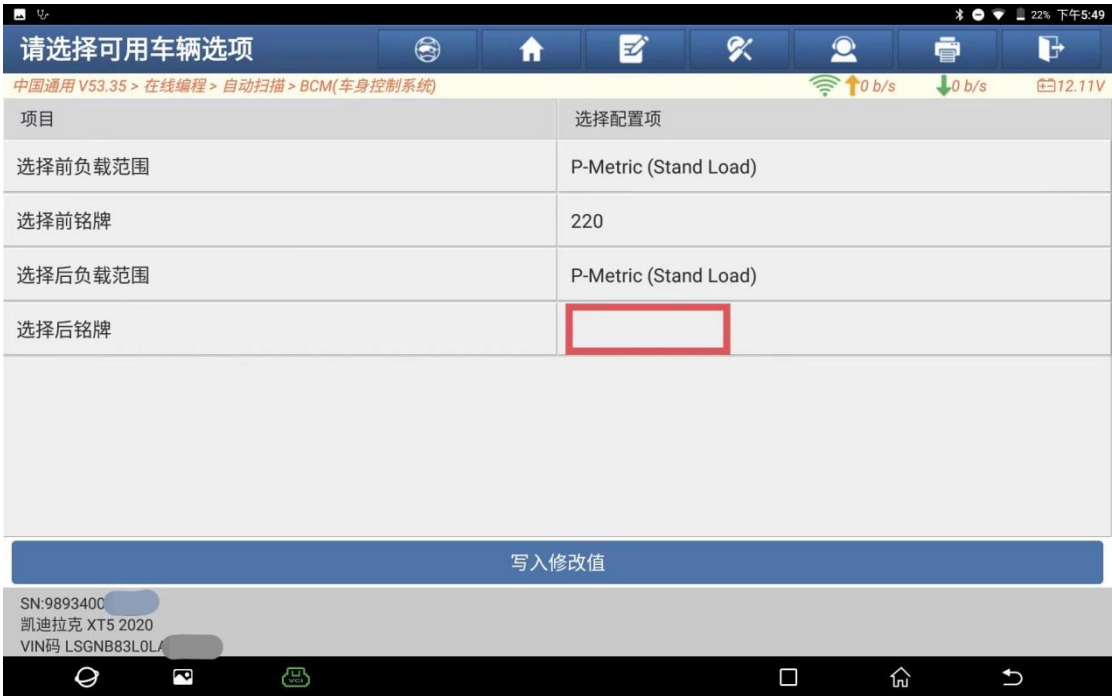 22% 下午5:49
请选择可用车辆选项
中国通用 V53.35 > 在线编程 > 自动扫描 > BCM(车身控制系统) 0 b/s 0 b/s 12.11V
项目 选择配置项
选择前负载范围 P-Metric (Stand Load)
选择前铭牌 220
选择后负载范围 P-Metric (Stand Load)
选择后铭牌
写入修改值
SN:9893400
凯迪拉克 XT5 2020
VIN码 LSGNB83L0LA
VCI